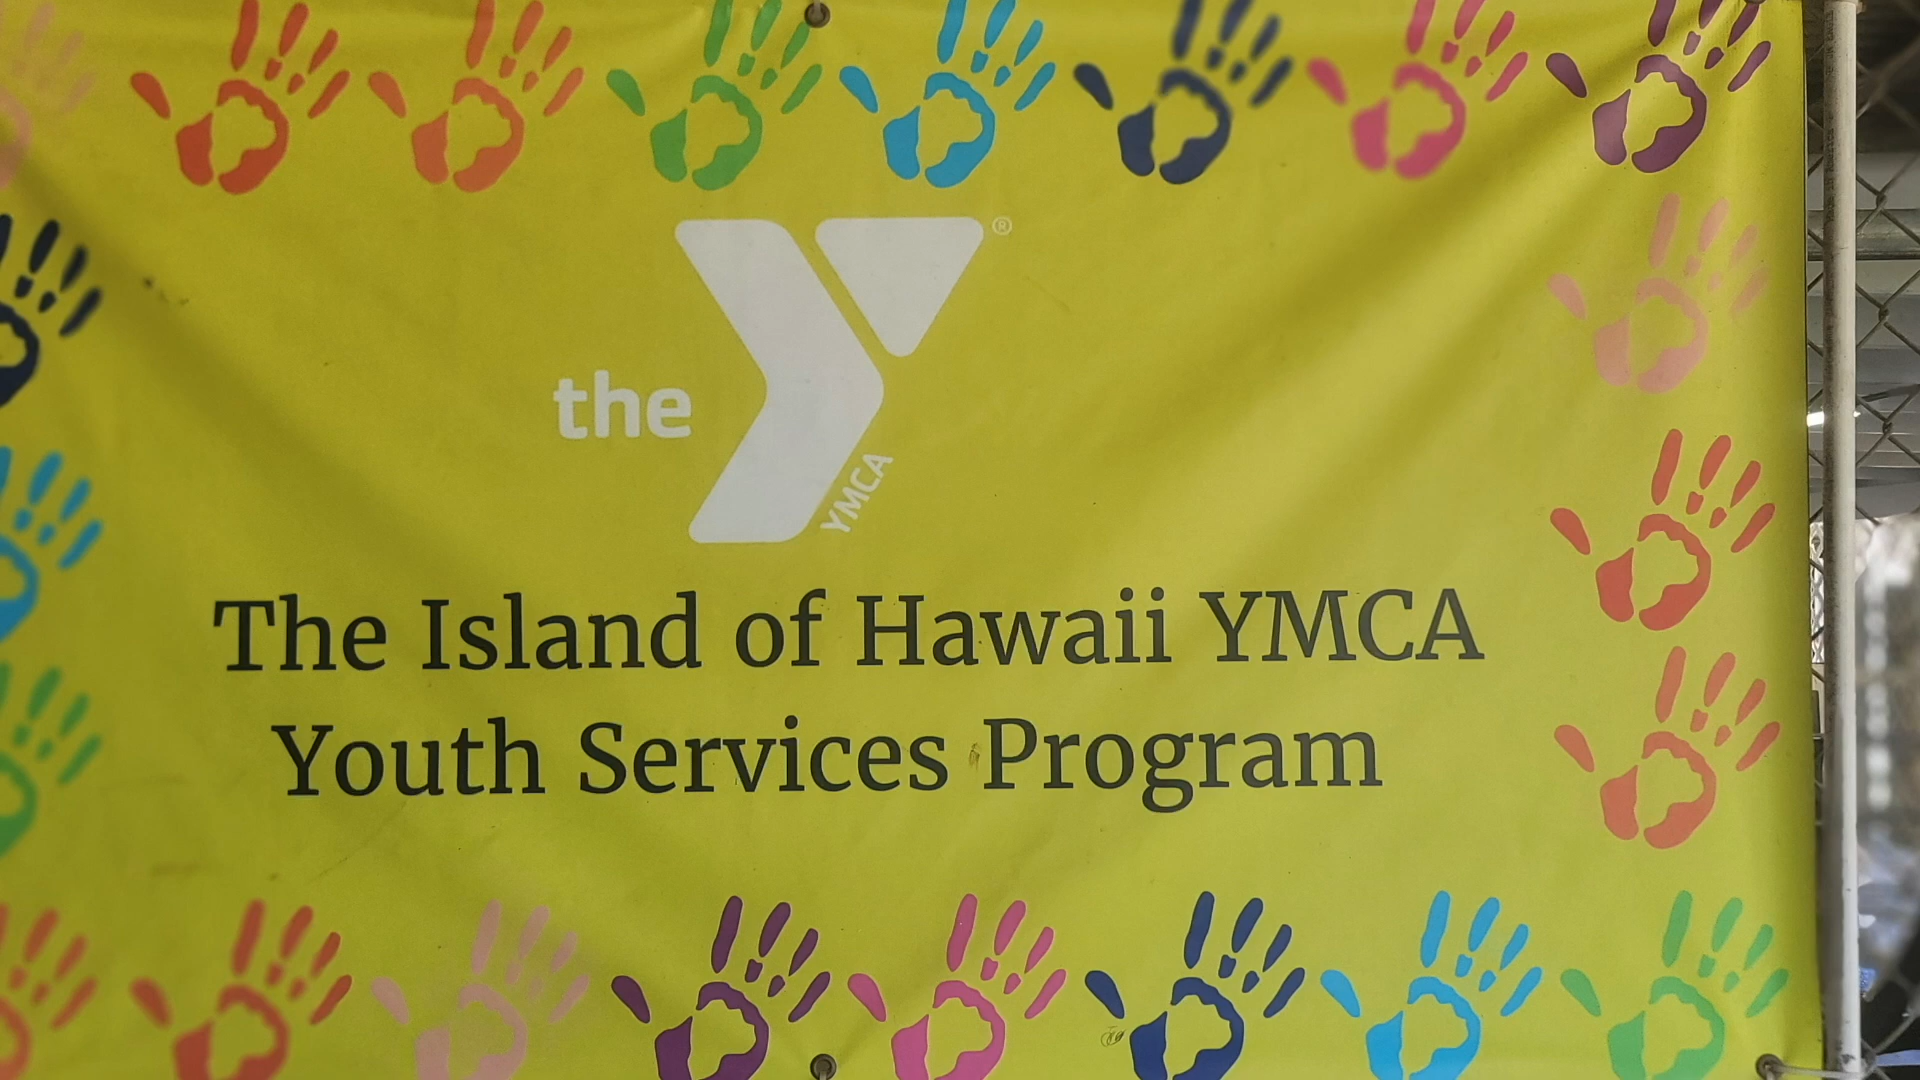 ®
the Y
YMCA
The Island of Hawaii YMCA
Youth Services Program